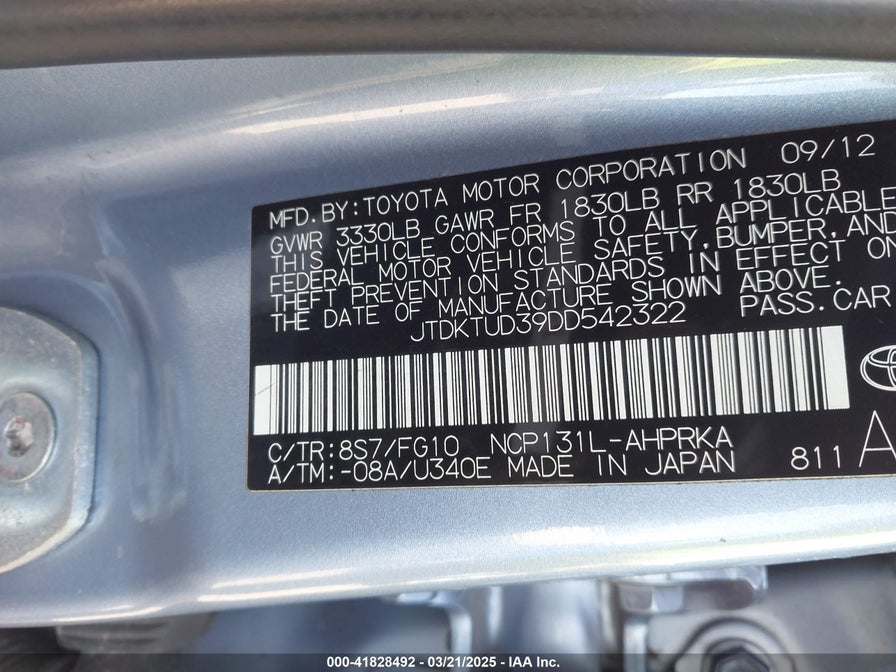 MFD.BY:TOYOTA MOTOR CORPORATION 09/12
GVWR 3330LB GAWR FR 1830LB RR 1830LB
THIS VEHICLE CONFORMS TO ALL APPLICABLE
FEDERAL MOTOR VEHICLE SAFETY,BUMPER,AND
THEFT PREVENTION STANDARDS IN EFFECT ON
THE DATE OF MANUFACTURE SHOWN ABOVE.
JTDKTUD39DD542322 PASS.CAR
C/TR:8S7/FG10 NCP131L-AHPRKA
A/TM:-08A/U340E MADE IN JAPAN 811 A
000-41828492 - 03/21/2025 - IAA Inc.